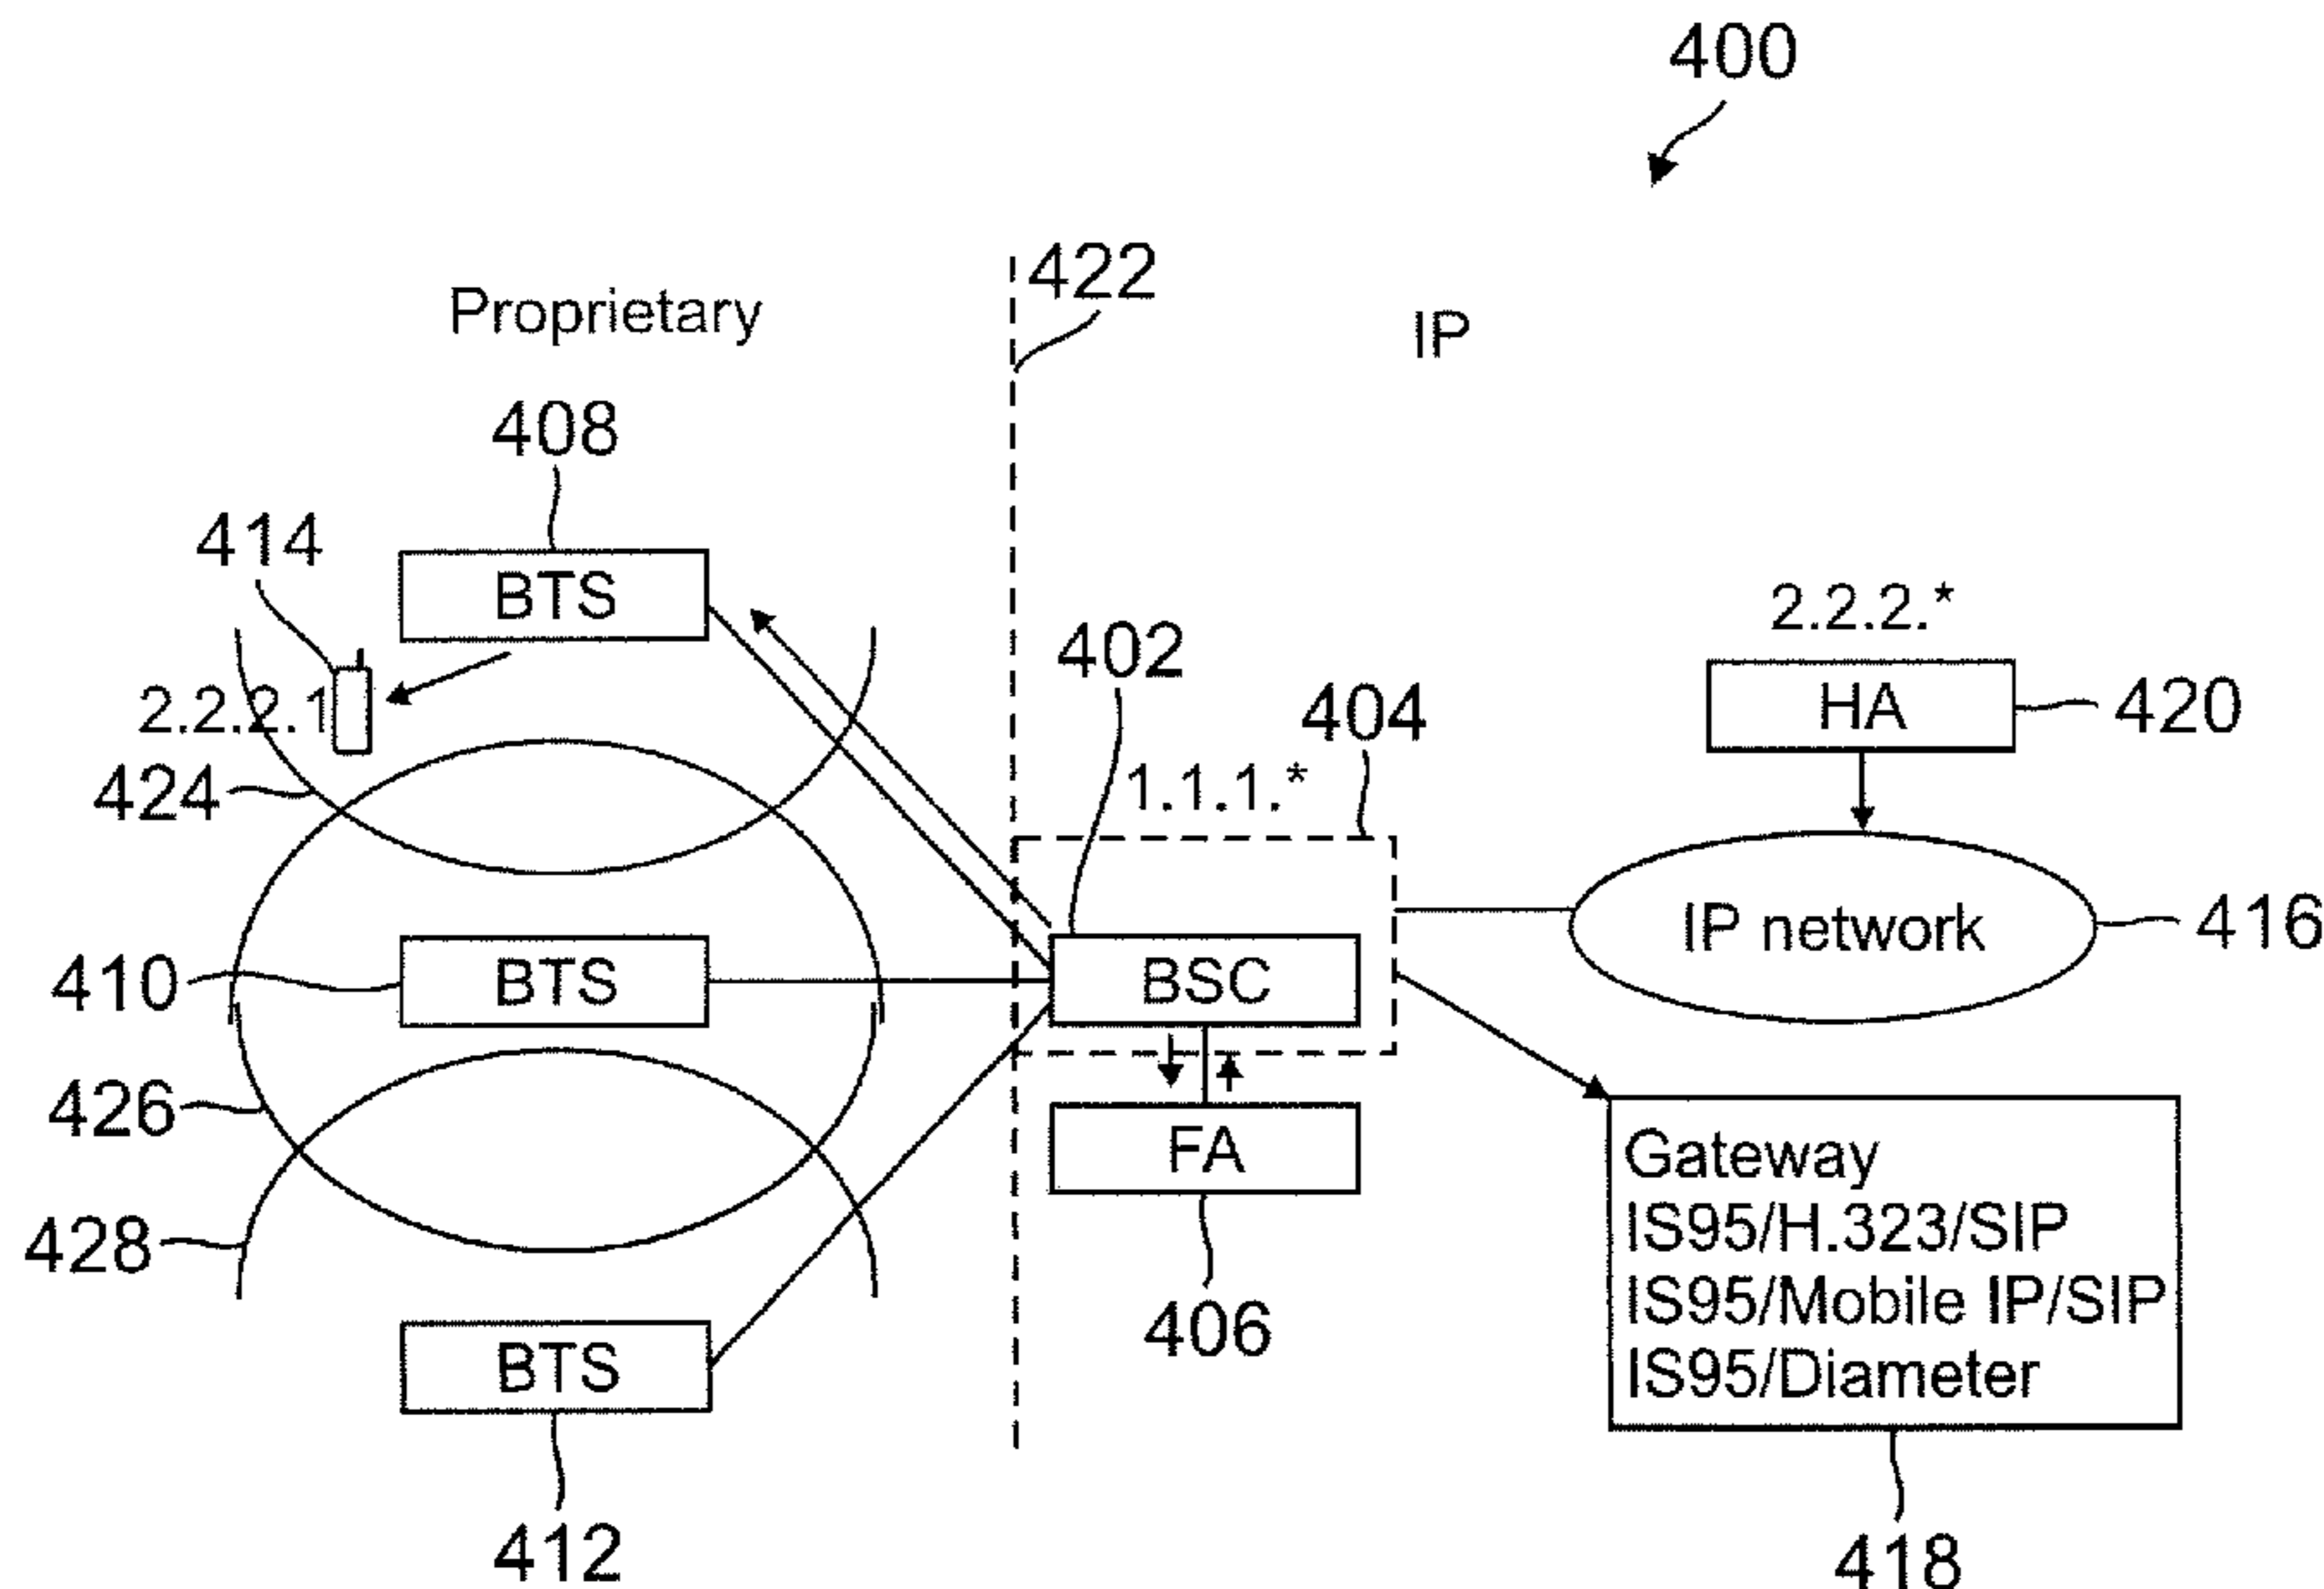 400
422
Proprietary
IP
408
414
BTS
2.2.2.*
402
404
HA
420
2.2.2.1
1.1.1.*
424
IP network
416
410
BTS
BSC
426
FA
Gateway
IS95/H.323/SIP
IS95/Mobile IP/SIP
IS95/Diameter
428
406
BTS
412
418